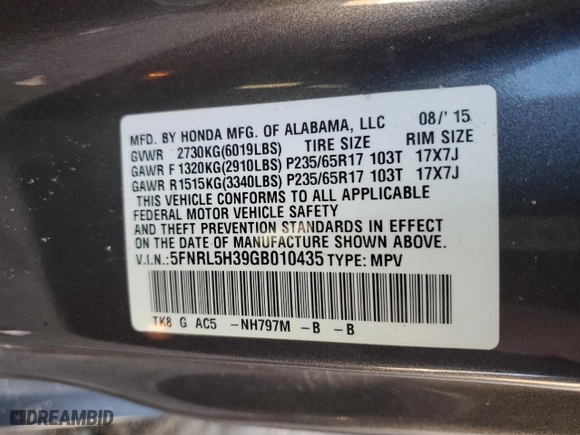 MFD. BY HONDA MFG. OF ALABAMA, LLC 08/'15
GVWR 2730KG(6019LBS) TIRE SIZE RIM SIZE
GAWR F1320KG(2910LBS) P235/65R17 103T 17X7J
GAWR R1515KG(3340LBS) P235/65R17 103T 17X7J
THIS VEHICLE CONFORMS TO ALL APPLICABLE
FEDERAL MOTOR VEHICLE SAFETY
AND THEFT PREVENTION STANDARDS IN EFFECT
ON THE DATE OF MANUFACTURE SHOWN ABOVE.
V.I.N.:5FNRL5H39GB010435 TYPE: MPV
TK8 G AC5 -NH797M -B -B
DREAMBID